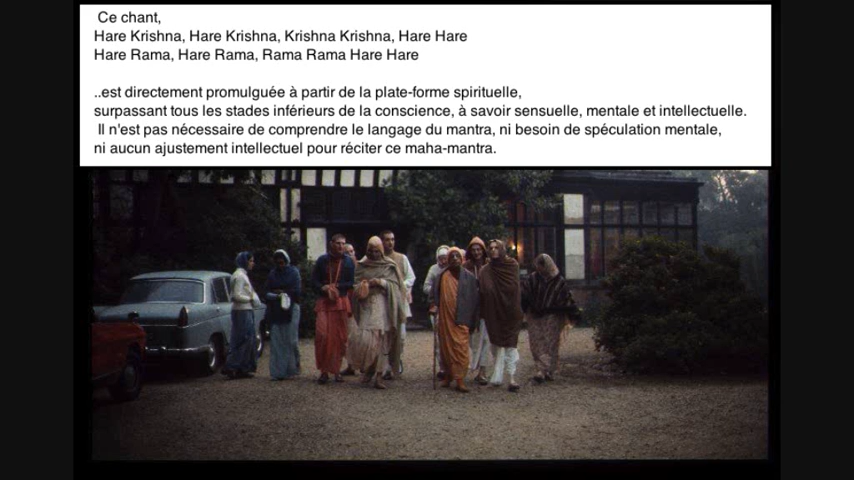 Ce chant,
Hare Krishna, Hare Krishna, Krishna Krishna, Hare Hare
Hare Rama, Hare Rama, Rama Rama Hare Hare
..est directement promulguée à partir de la plate-forme spirituelle,
surpassant tous les stades inférieurs de la conscience, à savoir sensuelle, mentale et intellectuelle.
Il n'est pas nécessaire de comprendre le langage du mantra, ni besoin de spéculation mentale,
ni aucun ajustement intellectuel pour réciter ce maha-mantra.